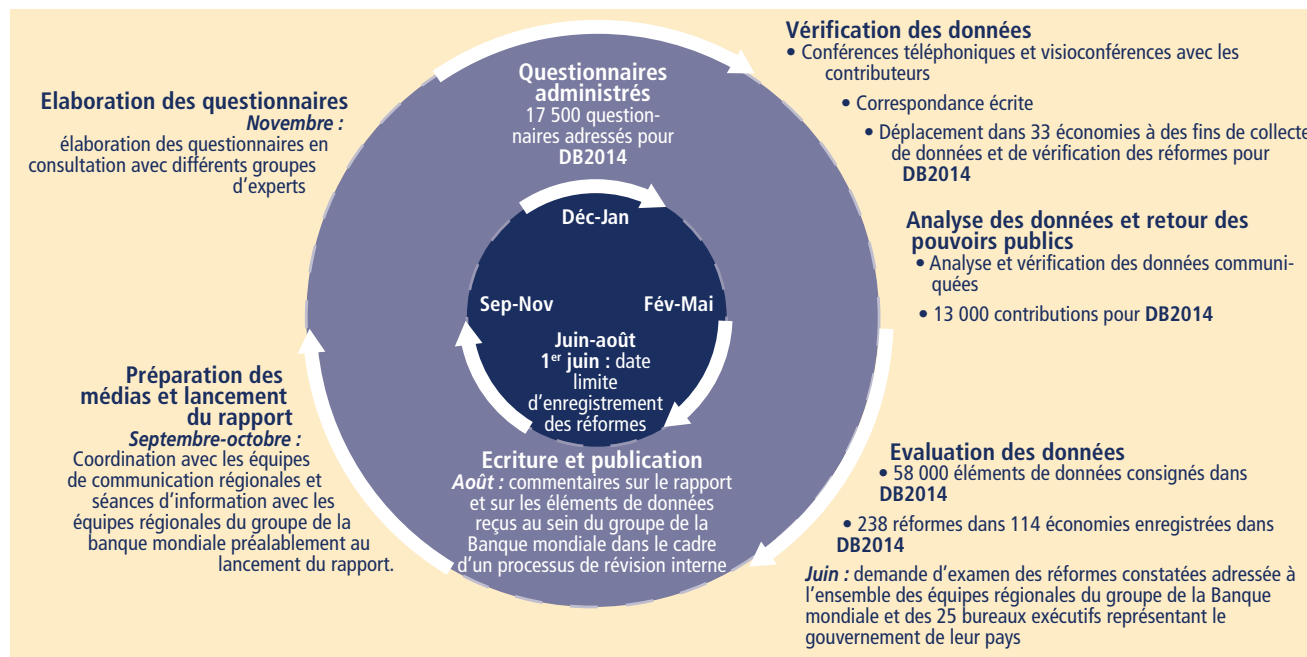 Elaboration des questionnaires
Novembre :
élaboration des questionnaires en
consultation avec différents groupes
d'experts
Questionnaires
administrés
17 500 question-
naires adressés pour
DB2014
Vérification des données
• Conférences téléphoniques et visioconférences avec les
contributeurs
• Correspondance écrite
• Déplacement dans 33 économies à des fins de collecte
de données et de vérification des réformes pour
DB2014
Analyse des données et retour des
pouvoirs publics
• Analyse et vérification des données communi-
quées
• 13 000 contributions pour DB2014
Déc-Jan
Sep-Nov
Fév-Mai
Juin-août
1er juin : date
limite
d'enregistrement
des réformes
Evaluation des données
• 58 000 éléments de données consignés dans
DB2014
• 238 réformes dans 114 économies enregistrées dans
DB2014
Juin : demande d'examen des réformes constatées adressée à
l'ensemble des équipes régionales du groupe de la Banque
mondiale et des 25 bureaux exécutifs représentant le
gouvernement de leur pays
Ecriture et publication
Août : commentaires sur le rapport
et sur les éléments de données
reçus au sein du groupe de la
Banque mondiale dans le cadre
d'un processus de révision interne
Préparation des
médias et lancement
du rapport
Septembre-octobre :
Coordination avec les équipes
de communication régionales et
séances d'information avec les
équipes régionales du groupe de la
banque mondiale préalablement au
lancement du rapport.